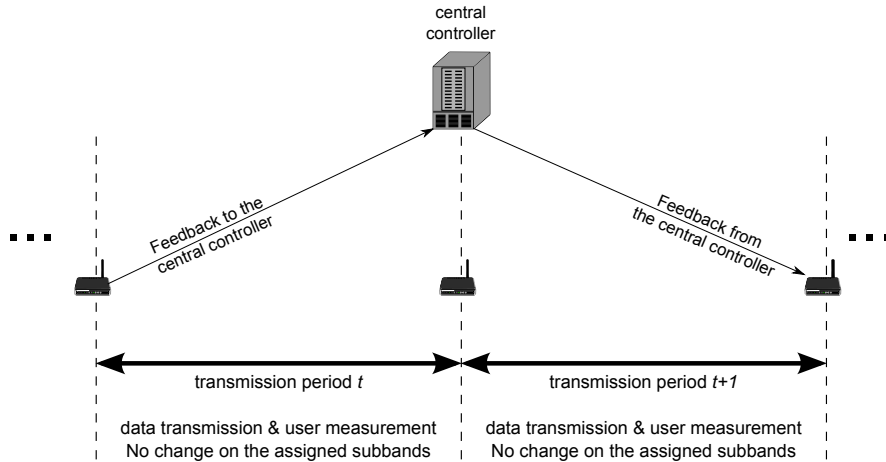 central
controller
Feedback to the
central controller
Feedback from
the central controller
transmission period t
transmission period t+1
data transmission & user measurement
No change on the assigned subbands
data transmission & user measurement
No change on the assigned subbands